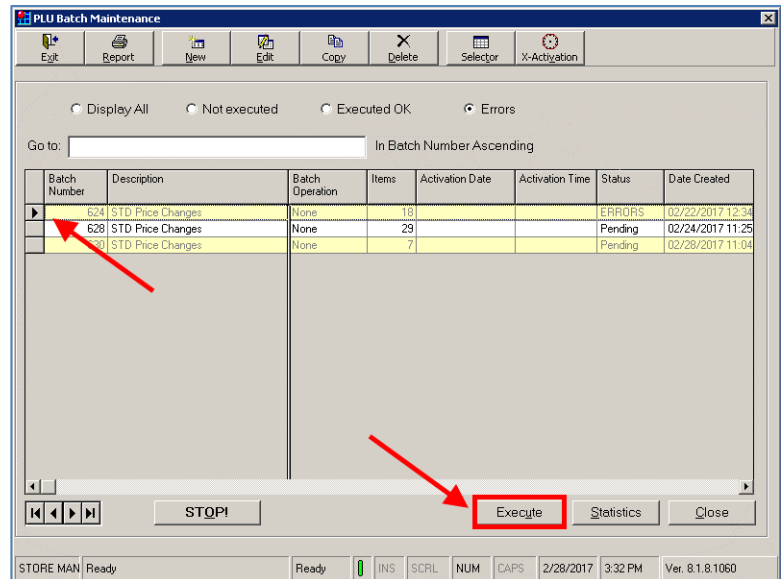 PLU Batch Maintenance
Exit Report New Edit Copy Delete Selector X-Activation
Display All Not executed Executed OK Errors
Go to: In Batch Number Ascending
Batch Number Description Batch Operation Items Activation Date Activation Time Status Date Created
624 STD Price Changes None 18 ERRORS 02/22/2017 12:34
628 STD Price Changes None 29 Pending 02/24/2017 11:25
630 STD Price Changes None 7 Pending 02/28/2017 11:04
STOP! Execute Statistics Close
STORE MAN Ready Ready INS SCRL NUM CAPS 2/28/2017 3:32 PM Ver. 8.1.8.1060